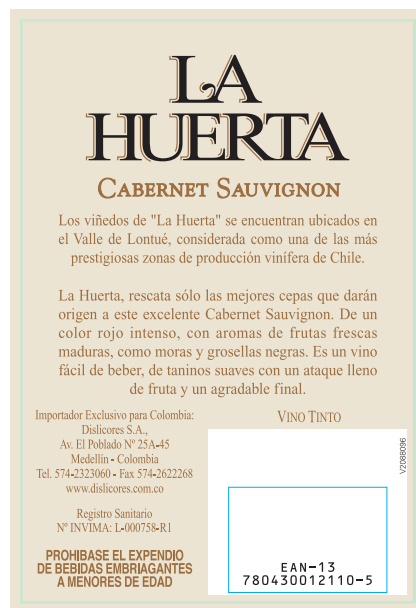 LA
HUERTA
CABERNET SAUVIGNON
Los viñedos de "La Huerta" se encuentran ubicados en
el Valle de Lontué, considerada como una de las más
prestigiosas zonas de producción vinífera de Chile.
La Huerta, rescata sólo las mejores cepas que darán
origen a este excelente Cabernet Sauvignon. De un
color rojo intenso, con aromas de frutas frescas
maduras, como moras y grosellas negras. Es un vino
fácil de beber, de taninos suaves con un ataque lleno
de fruta y un agradable final.
Importador Exclusivo para Colombia:
Dislicores S.A.,
Av. El Poblado Nº 25A-45
Medellín - Colombia
Tel. 574-2323060 - Fax 574-2622268
www.dislicores.com.co
Registro Sanitario
Nº INVIMA: L-000758-R1
PROHIBASE EL EXPENDIO
DE BEBIDAS EMBRIAGANTES
A MENORES DE EDAD
VINO TINTO
V2088096
EAN-13
780430012110-5